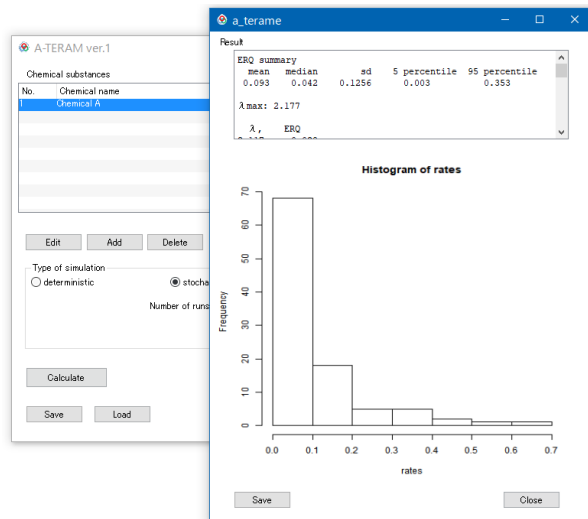 A-TERAM ver.1
Chemical substances
No. Chemical name
1 Chemical A
Edit Add Delete
Type of simulation
deterministic stocha
Number of runs
Calculate
Save Load
a_terame
Result
ERQ summary
mean median sd 5 percentile 95 percentile
0.093 0.042 0.1256 0.003 0.353
λmax: 2.177
λ, ERQ
Histogram of rates
Frequency
70
60
50
40
30
20
10
0
0.0 0.1 0.2 0.3 0.4 0.5 0.6 0.7
rates
Save Close